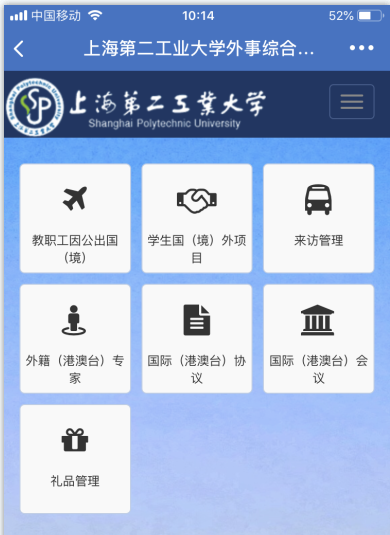 中国移动
10:14
52%
上海第二工业大学外事综合...
上海第二工業大学
Shanghai Polytechnic University
教职工因公出国
（境）
学生国（境）外项
目
来访管理
外籍（港澳台）专
家
国际（港澳台）协
议
国际（港澳台）会
议
礼品管理